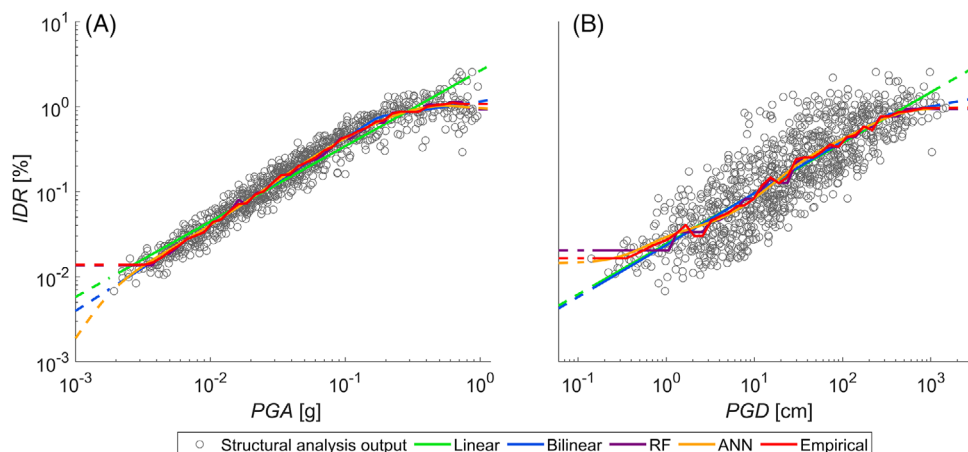 (A)
(B)
10^1
10^0
10^-1
10^-2
10^-3
IDR [%]
10^-3 10^-2 10^-1 10^0
10^-1 10^0 10^1 10^2 10^3
PGA [g]
PGD [cm]
Structural analysis output Linear Bilinear RF ANN Empirical